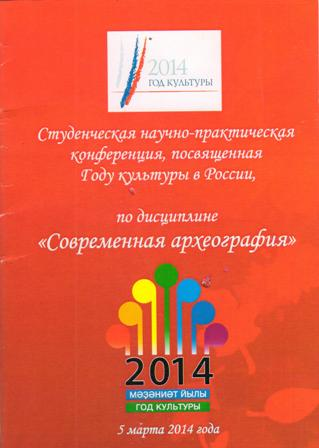 2014
ГОД КУЛЬТУРЫ
Студенческая научно-практическая
конференция, посвященная
Году культуры в России,
по дисциплине
«Современная археография»
2014
МӘҘӘНИӘТ ЙЫЛЫ
ГОД КУЛЬТУРЫ
5 марта 2014 года